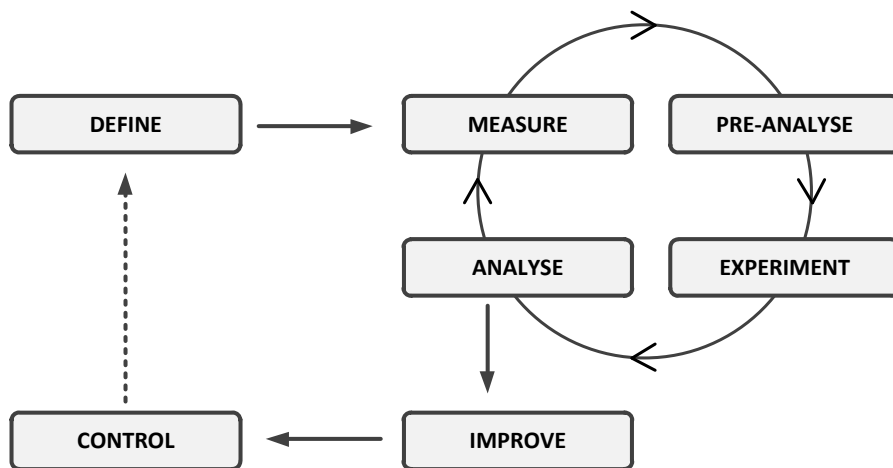 DEFINE
MEASURE
PRE-ANALYSE
ANALYSE
EXPERIMENT
CONTROL
IMPROVE